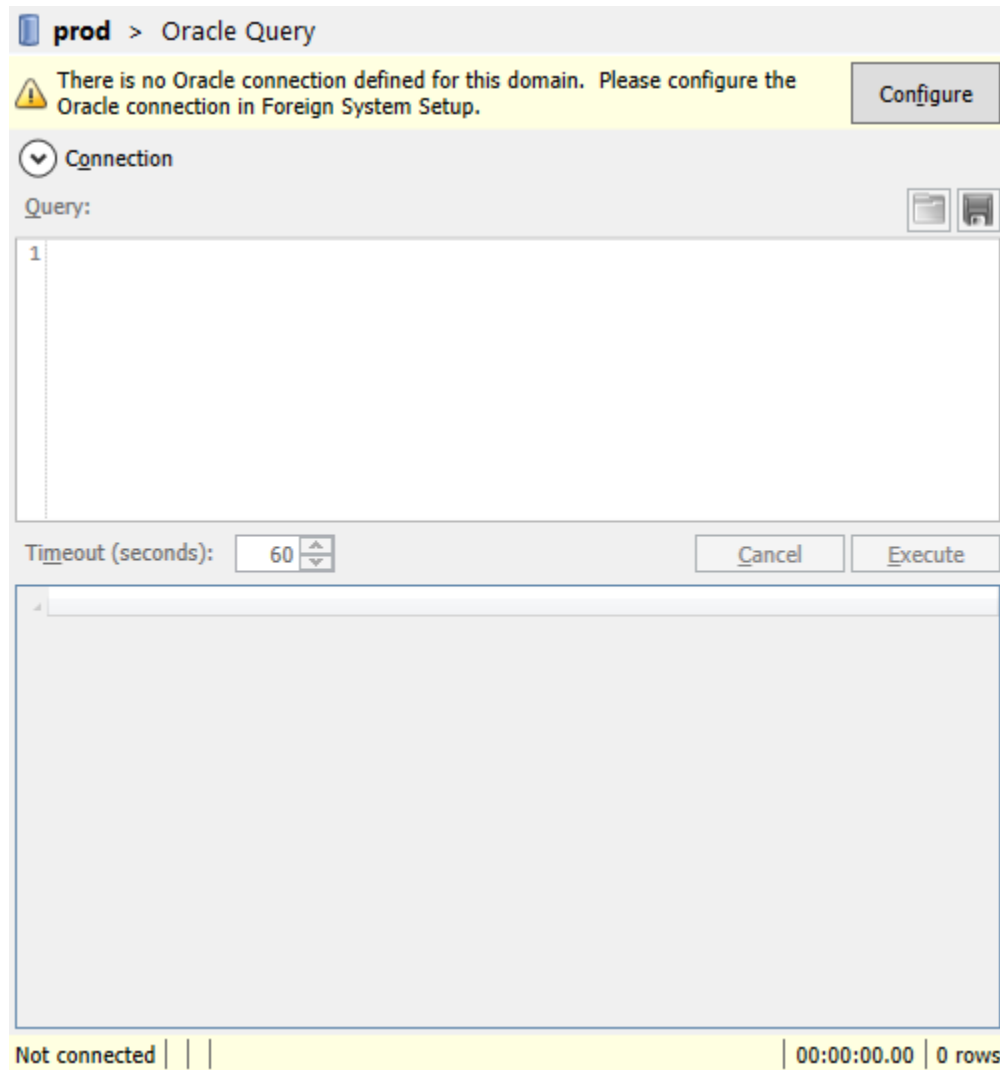 prod > Oracle Query
There is no Oracle connection defined for this domain. Please configure the
Oracle connection in Foreign System Setup.
Configure
Connection
Query:
1
Timeout (seconds): 60 Cancel Execute
Not connected 00:00:00.00 0 rows